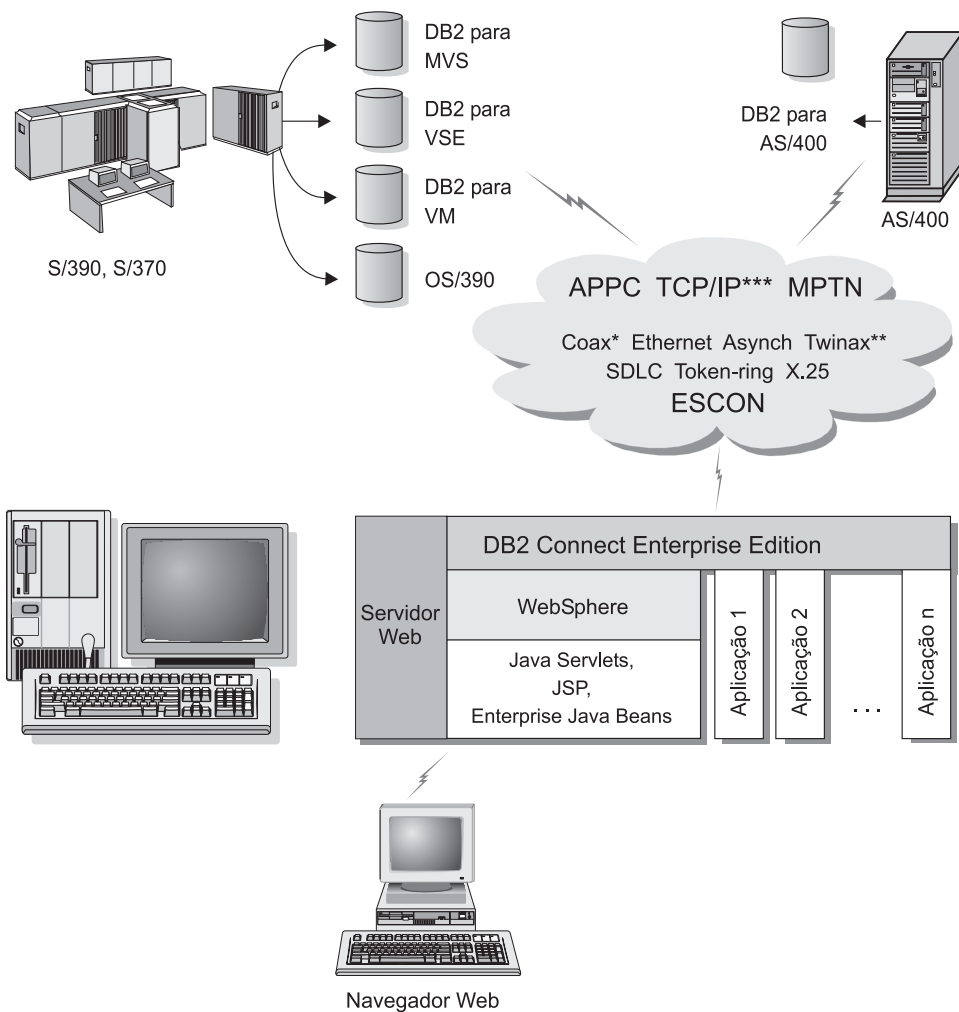 DB2 para
MVS
DB2 para
VSE
DB2 para
VM
OS/390
S/390, S/370
DB2 para
AS/400
AS/400
APPC TCP/IP*** MPTN
Coax* Ethernet Asynch Twinax**
SDLC Token-ring X.25
ESCON
DB2 Connect Enterprise Edition
Servidor
Web
WebSphere
Java Servlets,
JSP,
Enterprise Java Beans
Aplicação 1
Aplicação 2
. . .
Aplicação n
Navegador Web